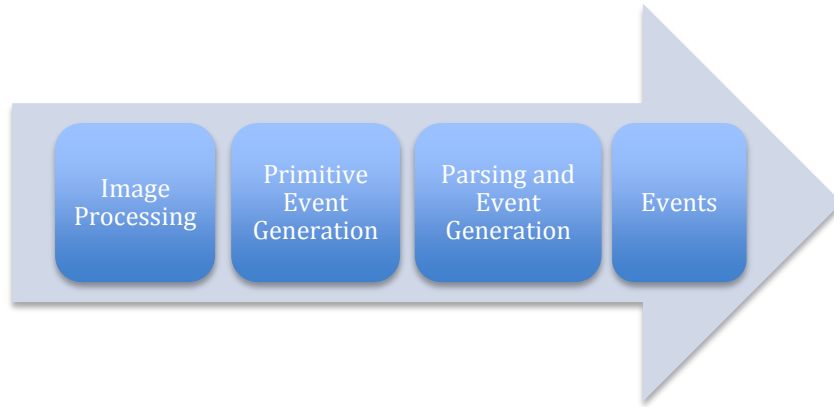 Image
Processing
Primitive
Event
Generation
Parsing and
Event
Generation
Events